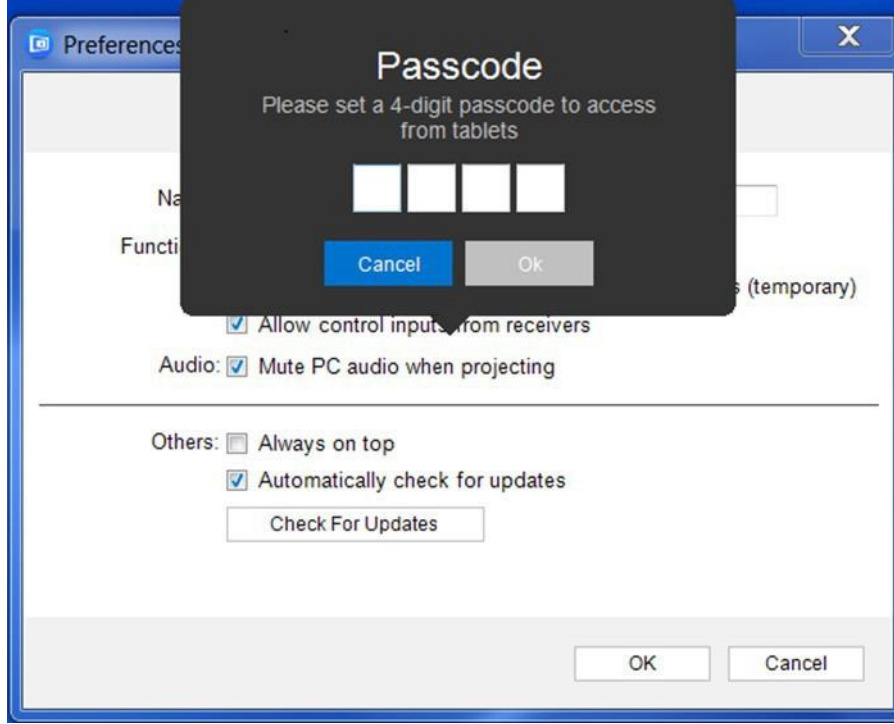 Preferences
X
Passcode
Please set a 4-digit passcode to access
from tablets
Cancel Ok
(temporary)
Allow control inputs from receivers
Audio: Mute PC audio when projecting
Others: Always on top
Automatically check for updates
Check For Updates
OK Cancel